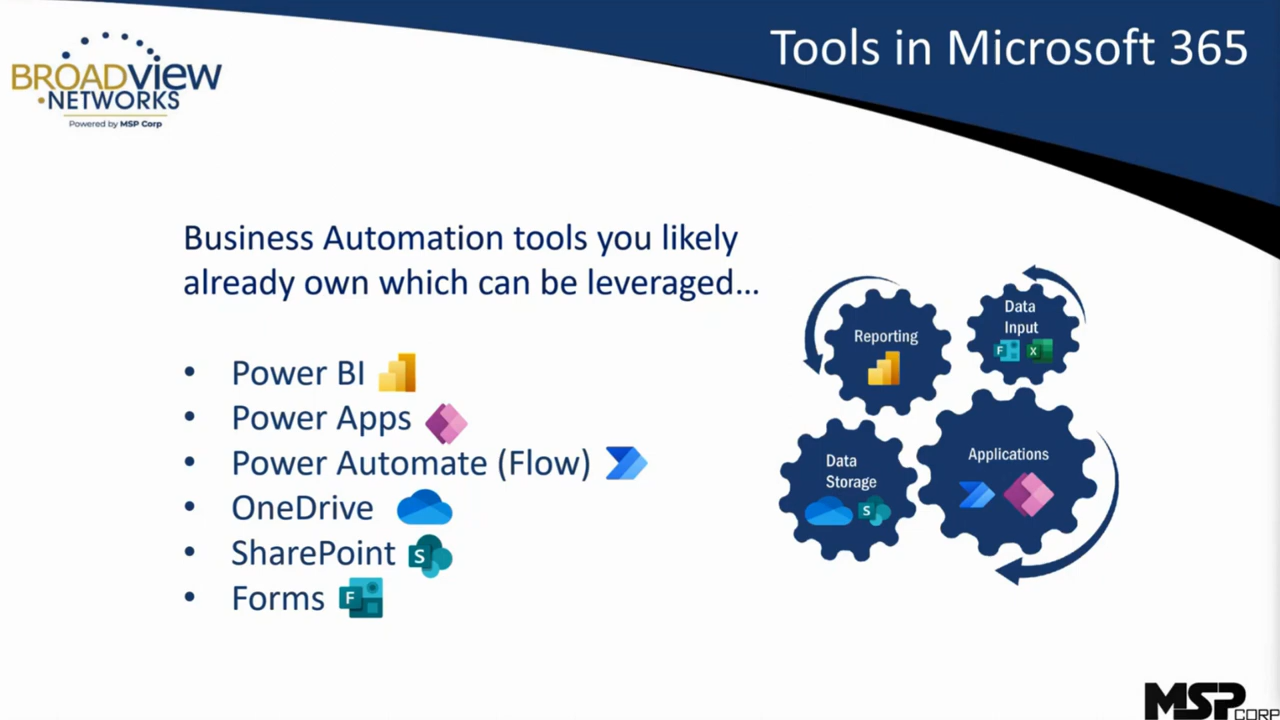 Tools in Microsoft 365
BROADVIEW
NETWORKS
Powered by MSP Corp
Business Automation tools you likely
already own which can be leveraged...
• Power BI
• Power Apps
• Power Automate (Flow)
• OneDrive
• SharePoint S
• Forms F
Reporting
Data
Input
F X
Data
Storage
S
Applications
MSP
CORP